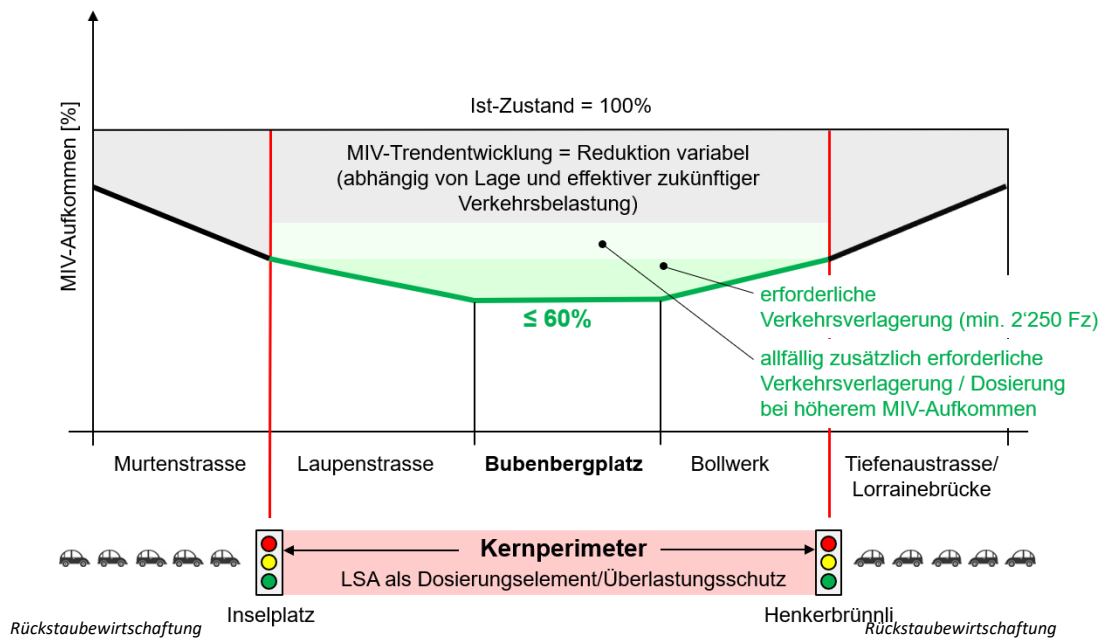 MIV-Aufkommen [%]
Ist-Zustand = 100%
MIV-Trendentwicklung = Reduktion variabel
(abhängig von Lage und effektiver zukünftiger
Verkehrsbelastung)
≤ 60%
erforderliche
Verkehrsverlagerung (min. 2‘250 Fz)
allfällig zusätzlich erforderliche
Verkehrsverlagerung / Dosierung
bei höherem MIV-Aufkommen
Murtenstrasse
Laupenstrasse
Bubenbergplatz
Bollwerk
Tiefenaustrasse/
Lorrainebrücke
Kernperimeter
LSA als Dosierungselement/Überlastungsschutz
Inselplatz
Henkerbrünnli
Rückstaubewirtschaftung
Rückstaubewirtschaftung